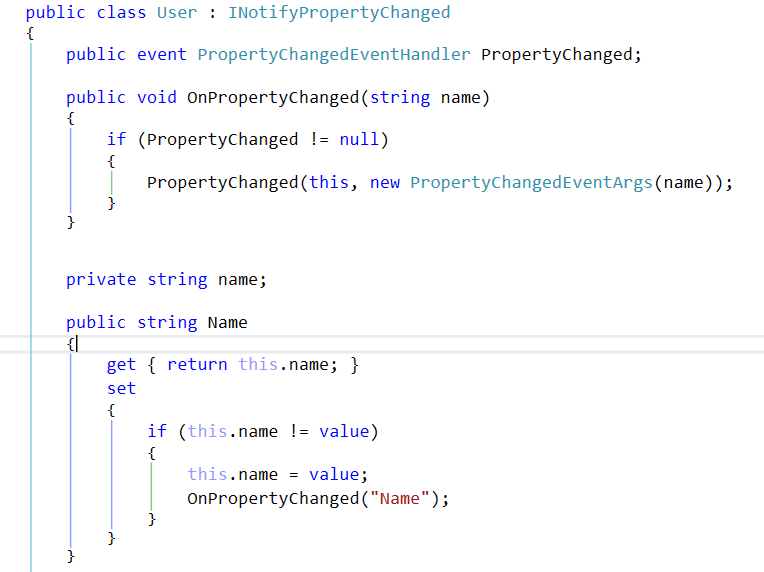 public class User : INotifyPropertyChanged
{
public event PropertyChangedEventHandler PropertyChanged;
public void OnPropertyChanged(string name)
{
if (PropertyChanged != null)
{
PropertyChanged(this, new PropertyChangedEventArgs(name));
}
}
private string name;
public string Name
{
get { return this.name; }
set
{
if (this.name != value)
{
this.name = value;
OnPropertyChanged("Name");
}
}
}